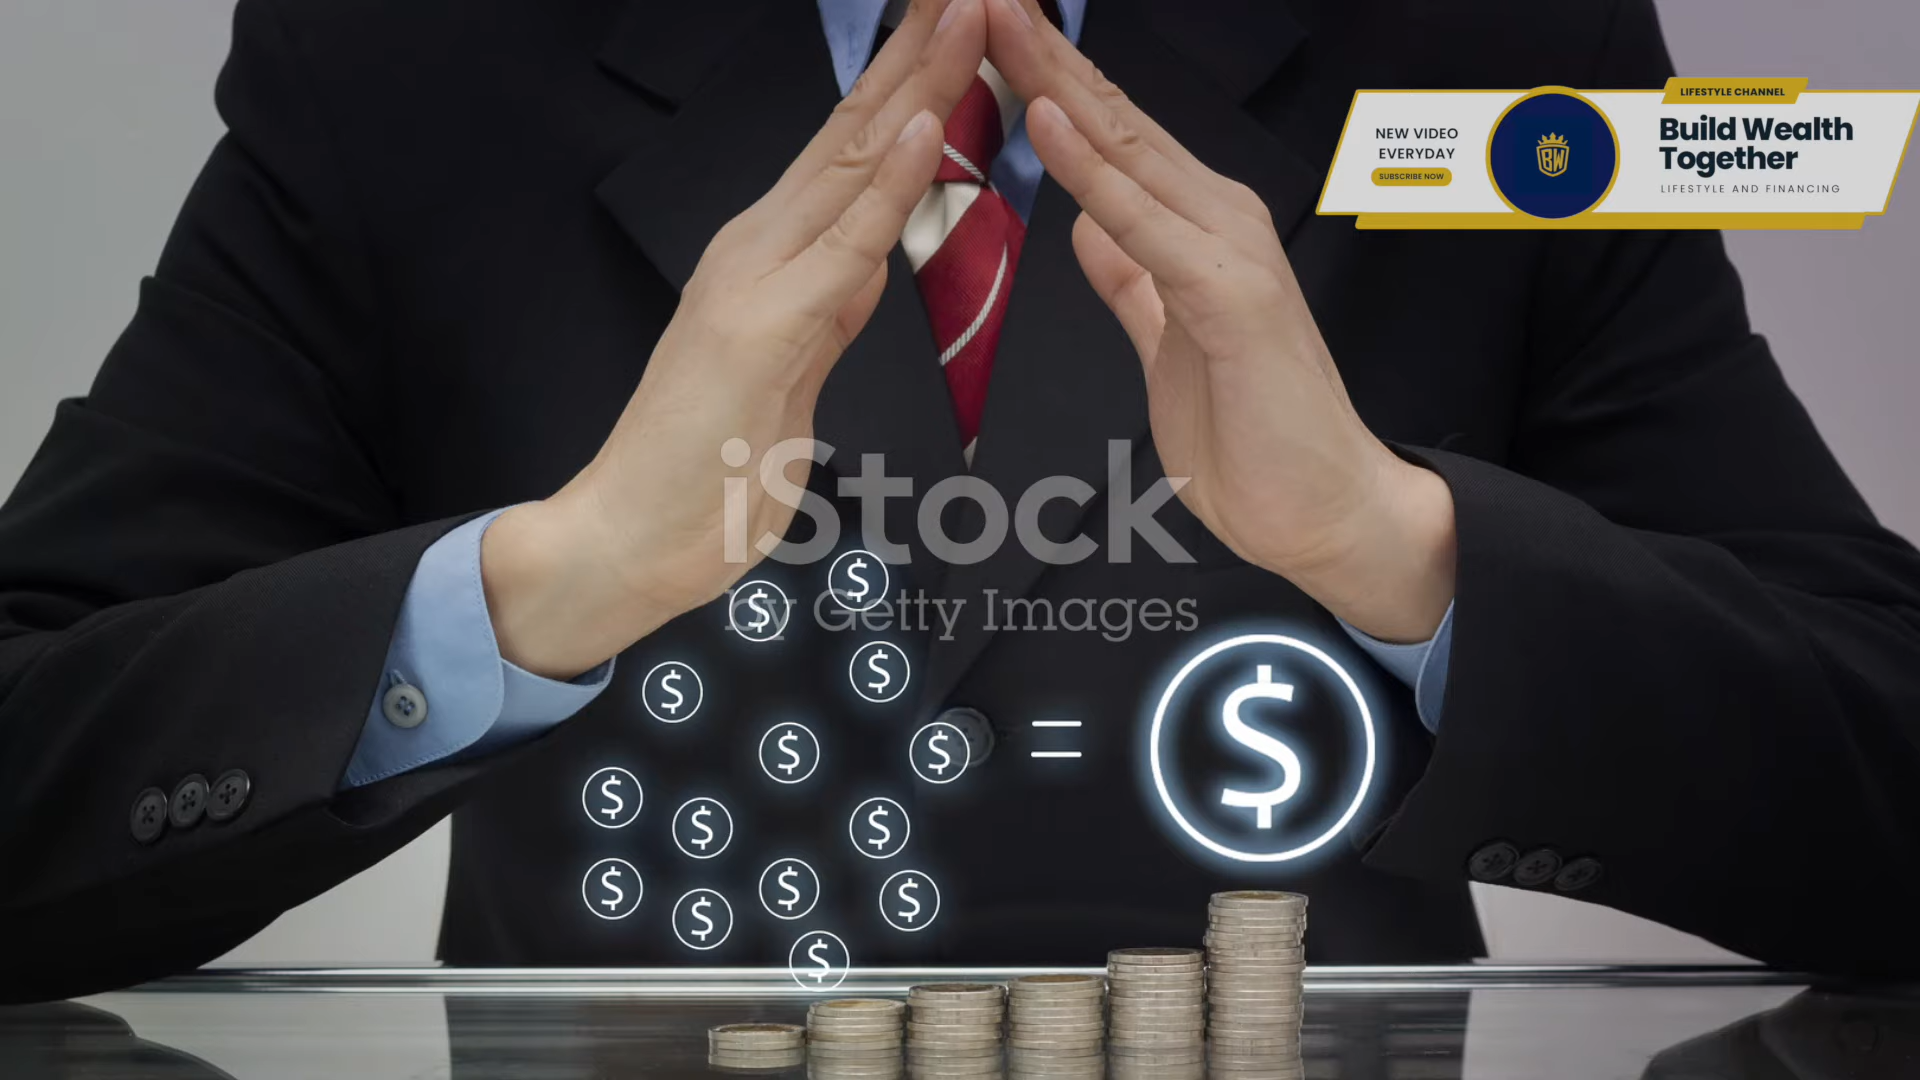 LIFESTYLE CHANNEL
NEW VIDEO
EVERYDAY
SUBSCRIBE NOW
BW
Build Wealth
Together
LIFESTYLE AND FINANCING
iStock
by Getty Images
$
$
$
$
$
$
$
$
$
$
$
$
$
$
=
$